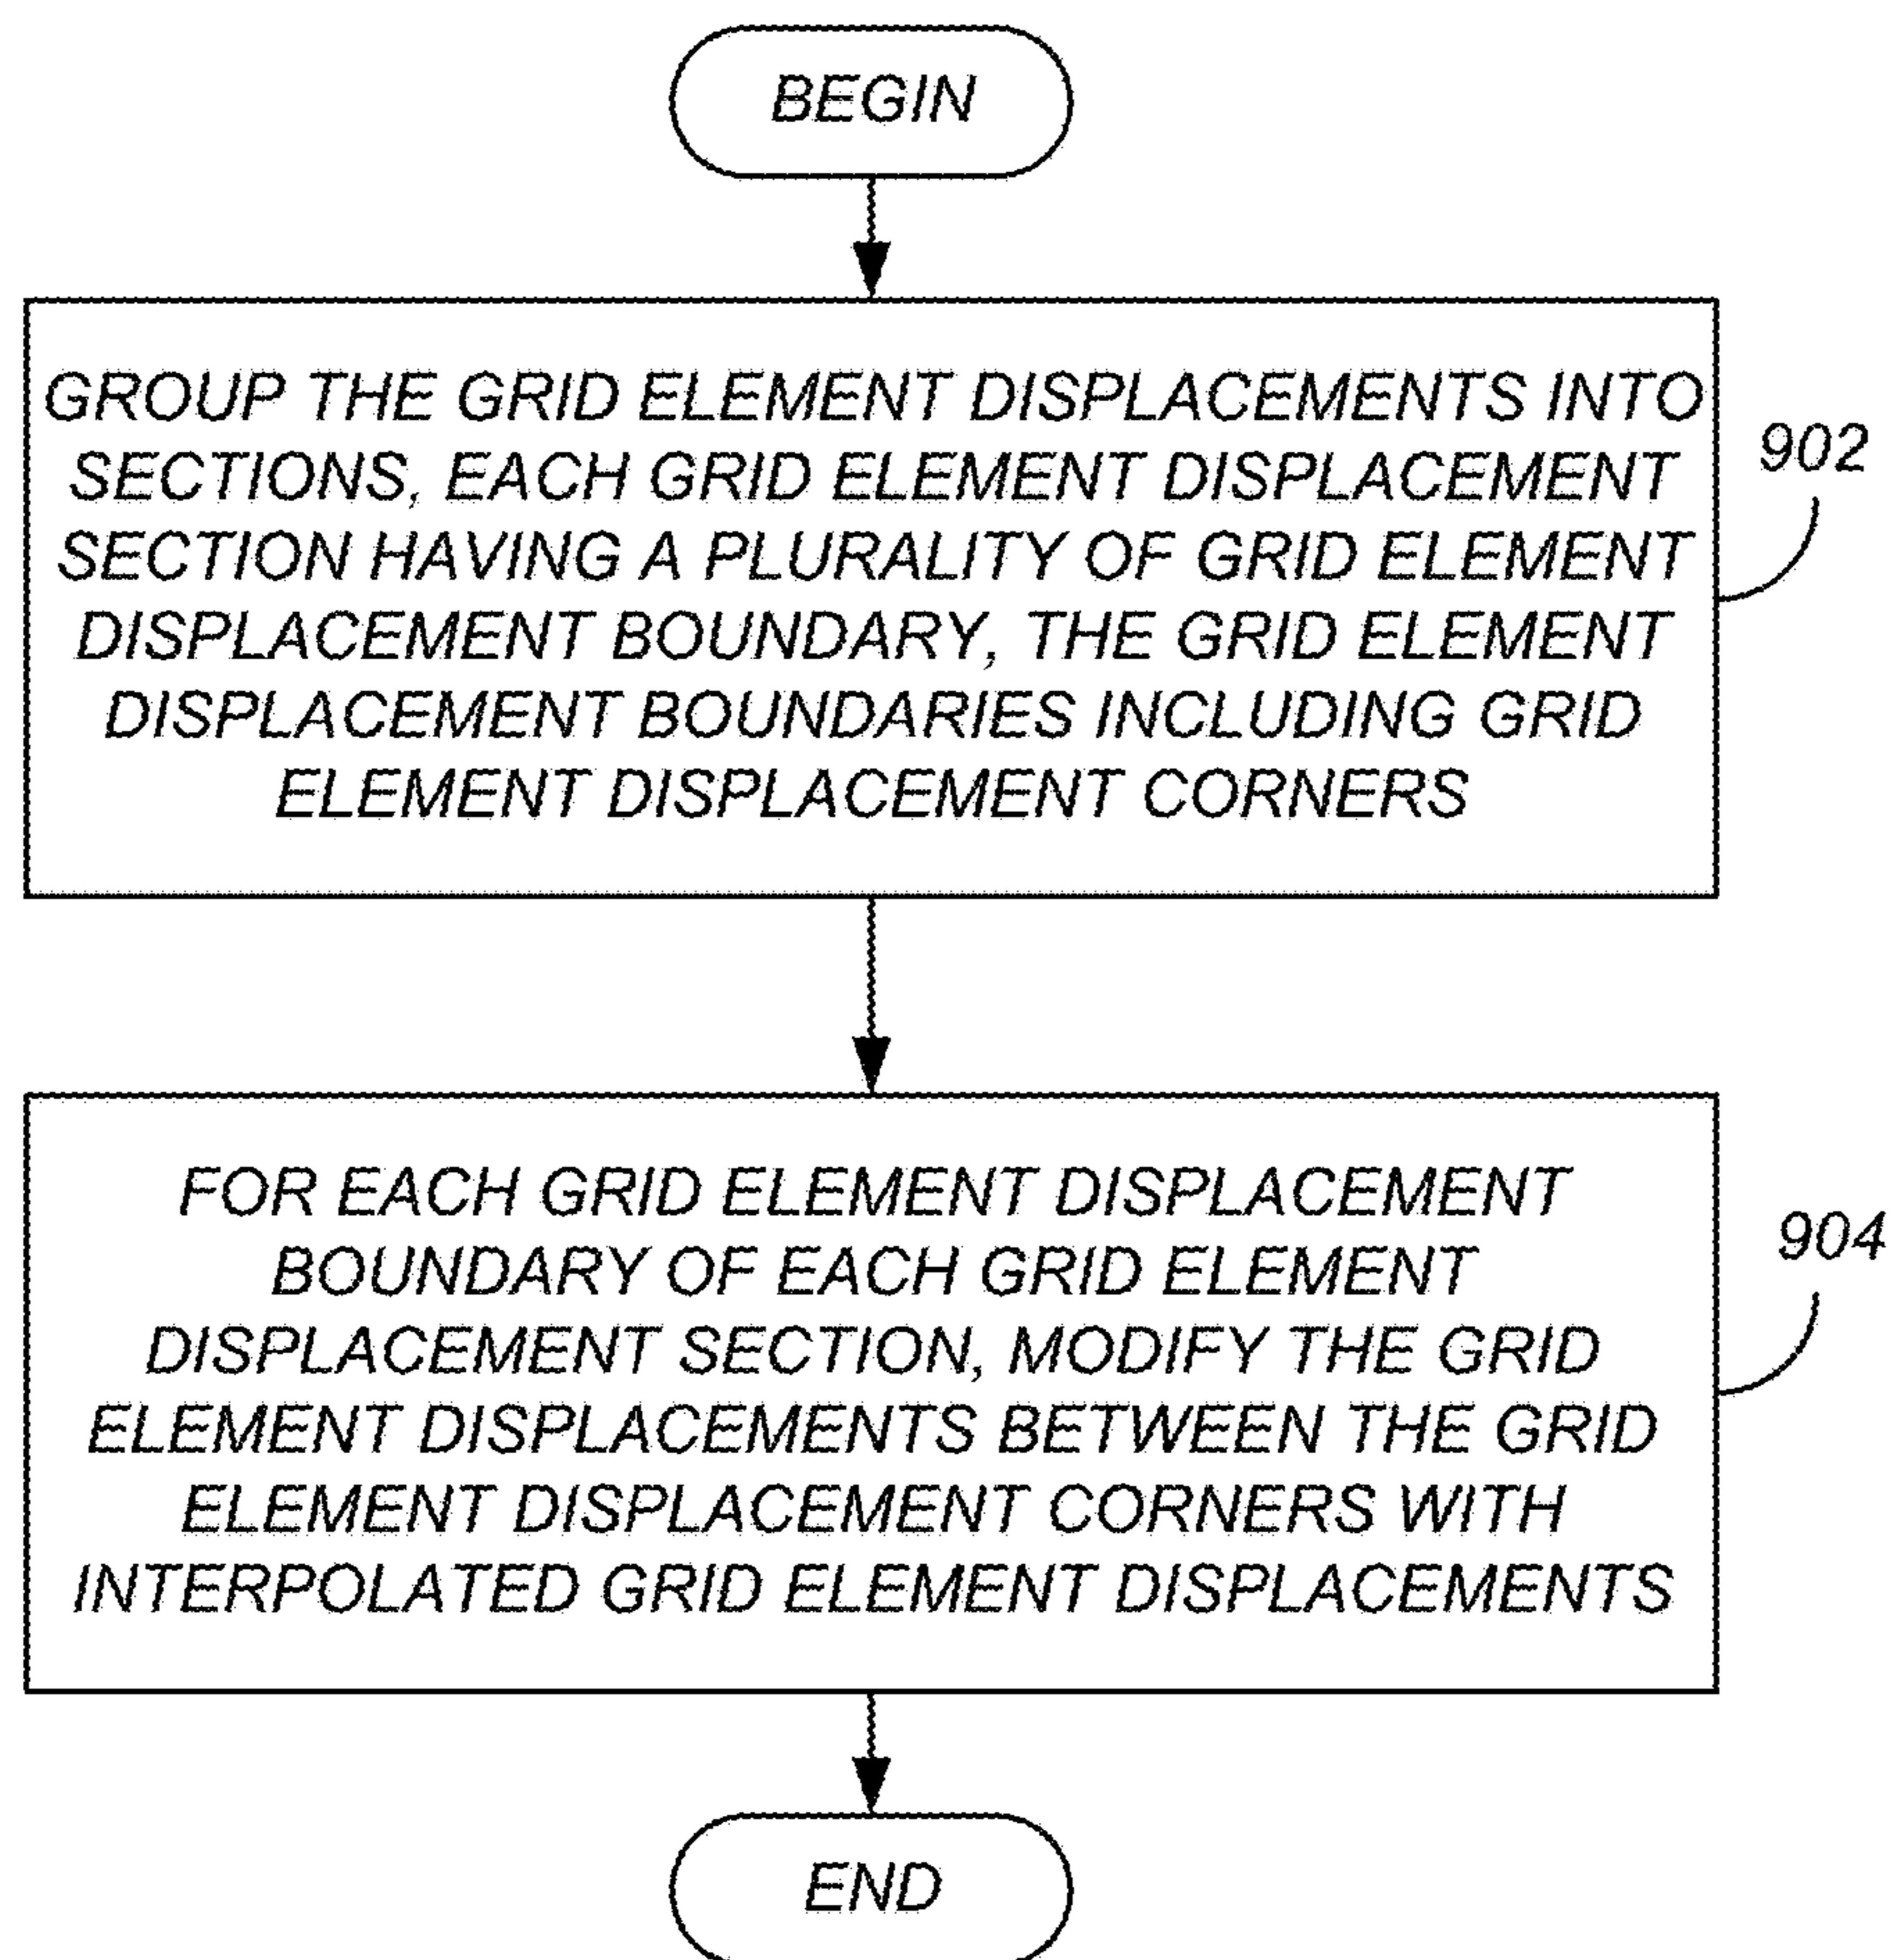 BEGIN
GROUP THE GRID ELEMENT DISPLACEMENTS INTO
SECTIONS, EACH GRID ELEMENT DISPLACEMENT
SECTION HAVING A PLURALITY OF GRID ELEMENT
DISPLACEMENT BOUNDARY, THE GRID ELEMENT
DISPLACEMENT BOUNDARIES INCLUDING GRID
ELEMENT DISPLACEMENT CORNERS
902
FOR EACH GRID ELEMENT DISPLACEMENT
BOUNDARY OF EACH GRID ELEMENT
DISPLACEMENT SECTION, MODIFY THE GRID
ELEMENT DISPLACEMENTS BETWEEN THE GRID
ELEMENT DISPLACEMENT CORNERS WITH
INTERPOLATED GRID ELEMENT DISPLACEMENTS
904
END